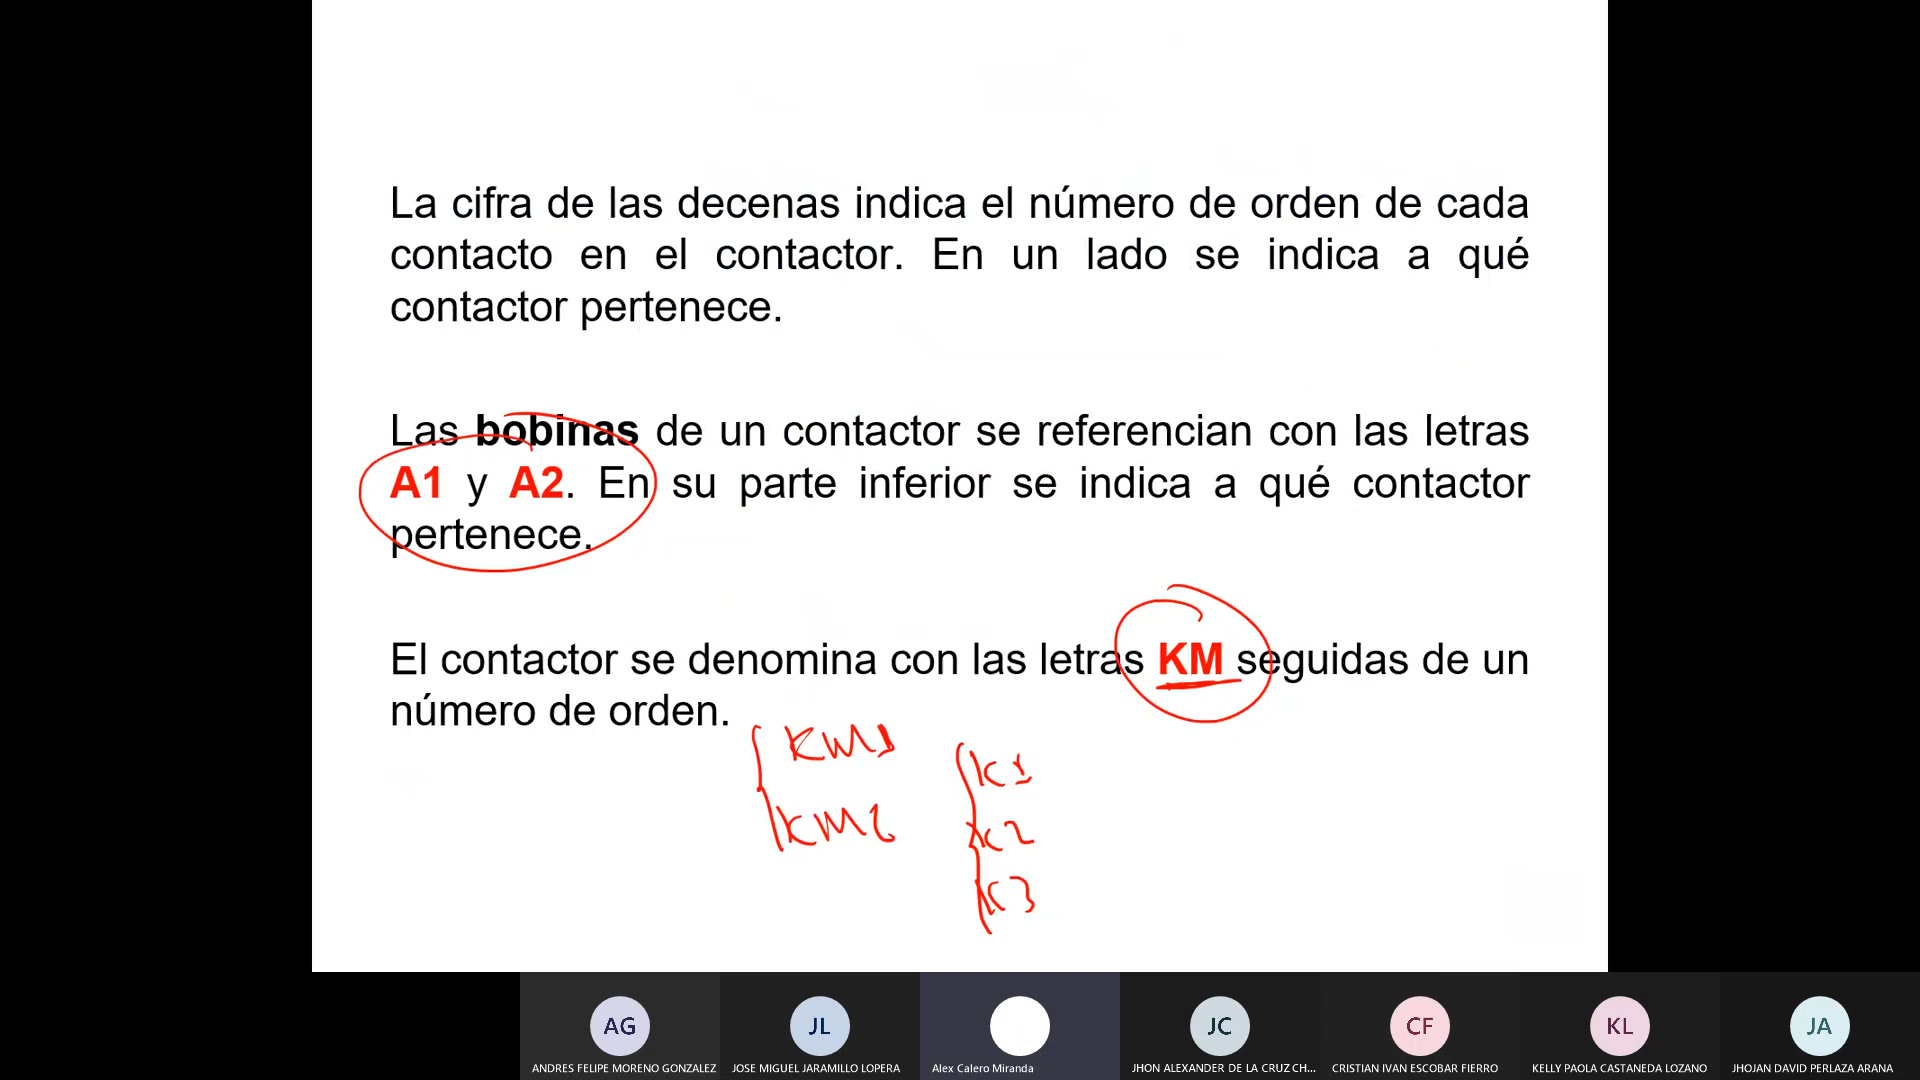 La cifra de las decenas indica el número de orden de cada
contacto en el contactor. En un lado se indica a qué
contactor pertenece.
Las bobinas de un contactor se referencian con las letras
A1 y A2. En su parte inferior se indica a qué contactor
pertenece.
El contactor se denomina con las letras KM seguidas de un
número de orden.
KM1
KM2
K1
K2
K3
AG
JL
JC
CF
KL
JA
ANDRES FELIPE MORENO GONZALEZ
JOSE MIGUEL JARAMILLO LOPERA
Alex Calero Miranda
JHON ALEXANDER DE LA CRUZ CH...
CRISTIAN IVAN ESCOBAR FIERRO
KELLY PAOLA CASTANEDA LOZANO
JHOJAN DAVID PERLAZA ARANA